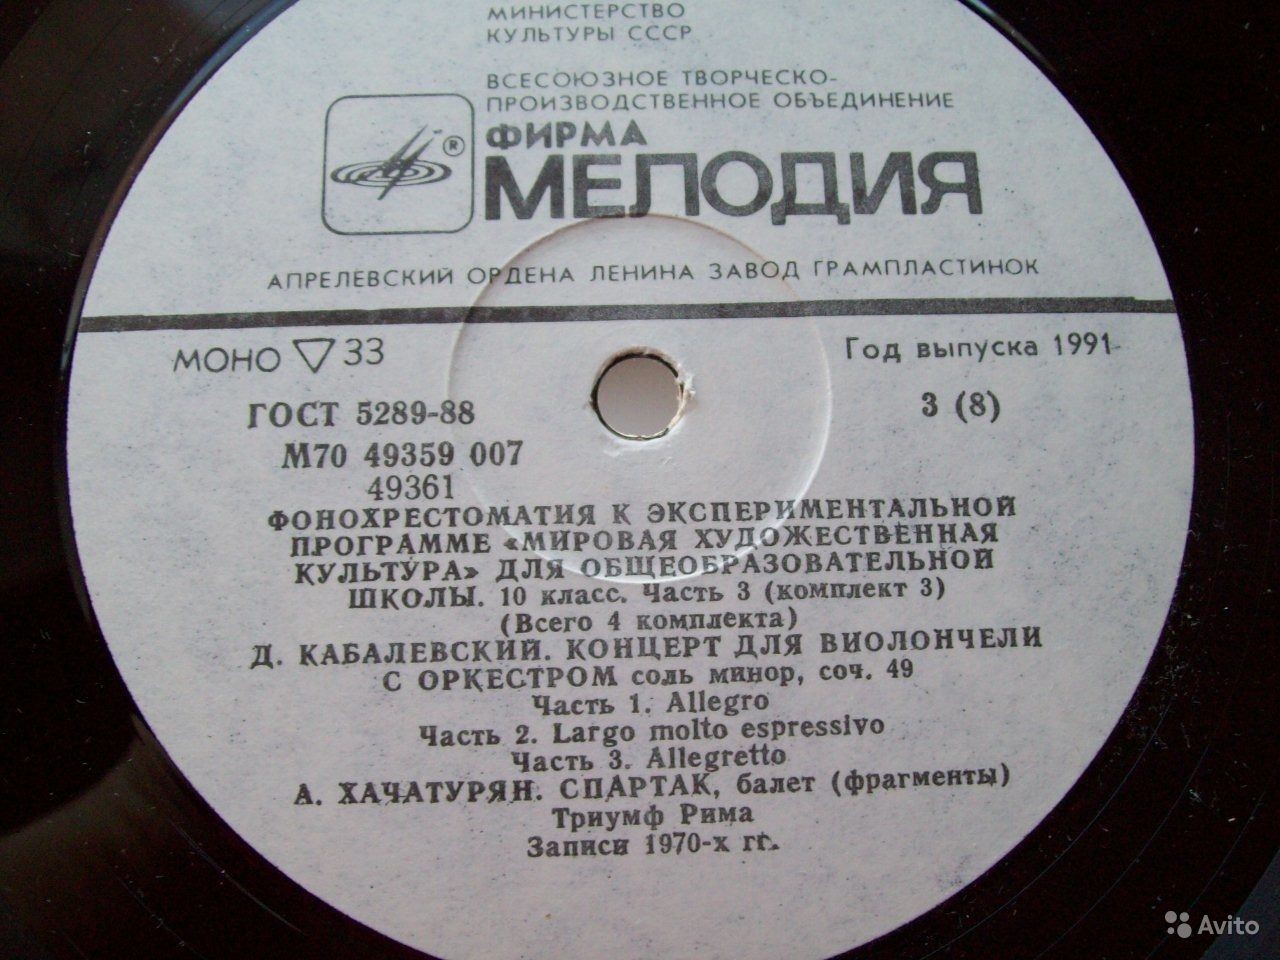 МИНИСТЕРСТВО
КУЛЬТУРЫ СССР
ВСЕСОЮЗНОЕ ТВОРЧЕСКО-
ПРОИЗВОДСТВЕННОЕ ОБЪЕДИНЕНИЕ
ФИРМА
МЕЛОДИЯ
®
АПРЕЛЕВСКИЙ ОРДЕНА ЛЕНИНА ЗАВОД ГРАМПЛАСТИНОК
МОНО ▽ 33
Год выпуска 1991
ГОСТ 5289-88
3 (8)
М70 49359 007
49361
ФОНОХРЕСТОМАТИЯ К ЭКСПЕРИМЕНТАЛЬНОЙ
ПРОГРАММЕ «МИРОВАЯ ХУДОЖЕСТВЕННАЯ
КУЛЬТУРА» ДЛЯ ОБЩЕОБРАЗОВАТЕЛЬНОЙ
ШКОЛЫ. 10 класс. Часть 3 (комплект 3)
(Всего 4 комплекта)
Д. КАБАЛЕВСКИЙ. КОНЦЕРТ ДЛЯ ВИОЛОНЧЕЛИ
С ОРКЕСТРОМ соль минор, соч. 49
Часть 1. Allegro
Часть 2. Largo molto espressivo
Часть 3. Allegretto
А. ХАЧАТУРЯН. СПАРТАК, балет (фрагменты)
Триумф Рима
Записи 1970-х гг.
Avito